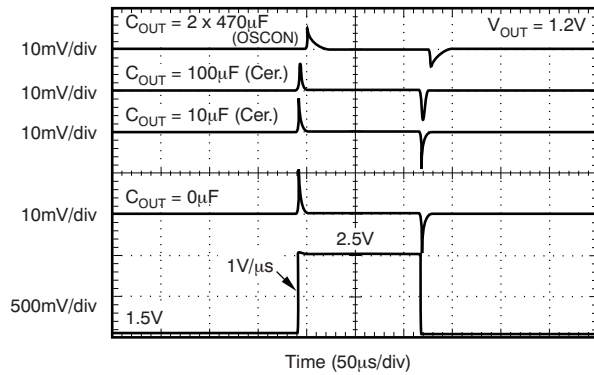 C_OUT = 2 x 470µF
(OSCON)
V_OUT = 1.2V
10mV/div
C_OUT = 100µF (Cer.)
10mV/div
C_OUT = 10µF (Cer.)
10mV/div
C_OUT = 0µF
10mV/div
2.5V
1V/µs
500mV/div
1.5V
Time (50µs/div)